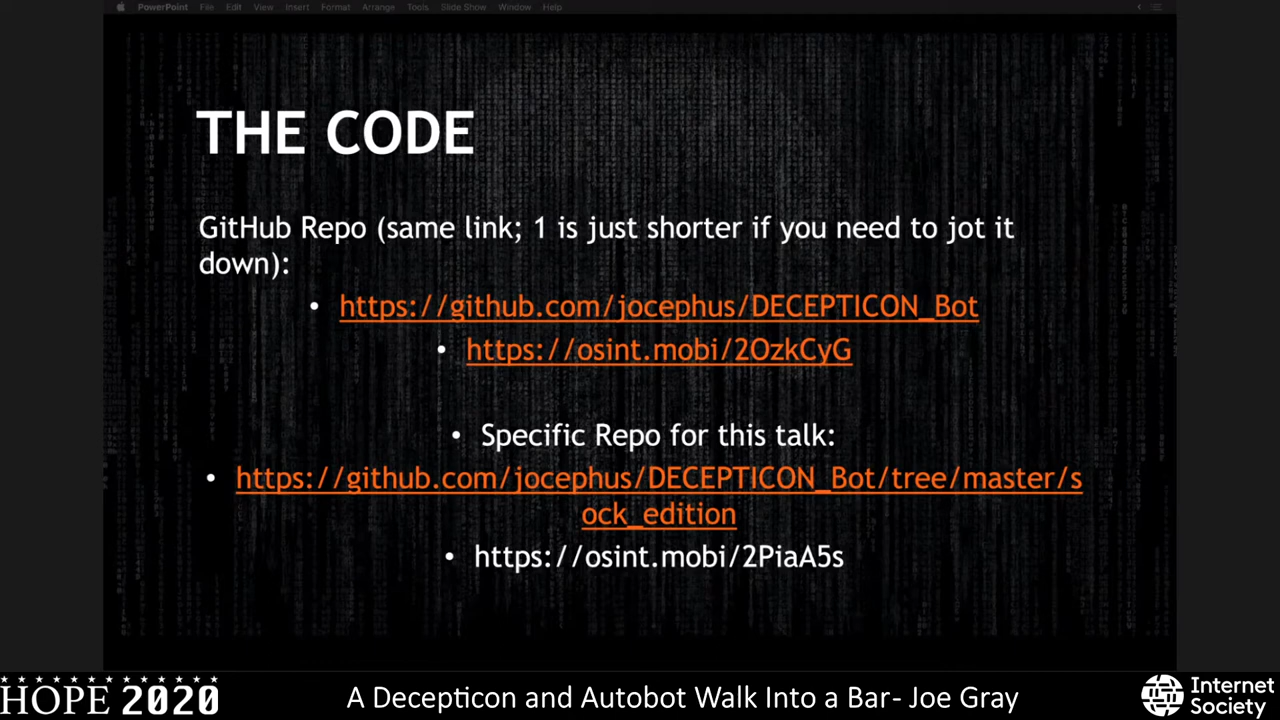 PowerPoint File Edit View Insert Format Arrange Tools Slide Show Window Help
THE CODE
GitHub Repo (same link; 1 is just shorter if you need to jot it
down):
• https://github.com/jocephus/DECEPTICON_Bot
• https://osint.mobi/2OzkCyG
• Specific Repo for this talk:
• https://github.com/jocephus/DECEPTICON_Bot/tree/master/s
ock_edition
• https://osint.mobi/2PiaA5s
HOPE 2020
A Decepticon and Autobot Walk Into a Bar- Joe Gray
Internet
Society